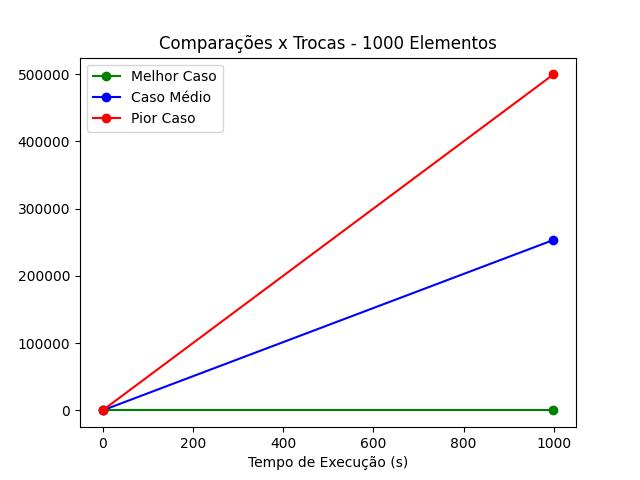 Comparações x Trocas - 1000 Elementos
Melhor Caso
Caso Médio
Pior Caso
500000
400000
300000
200000
100000
0
0 200 400 600 800 1000
Tempo de Execução (s)